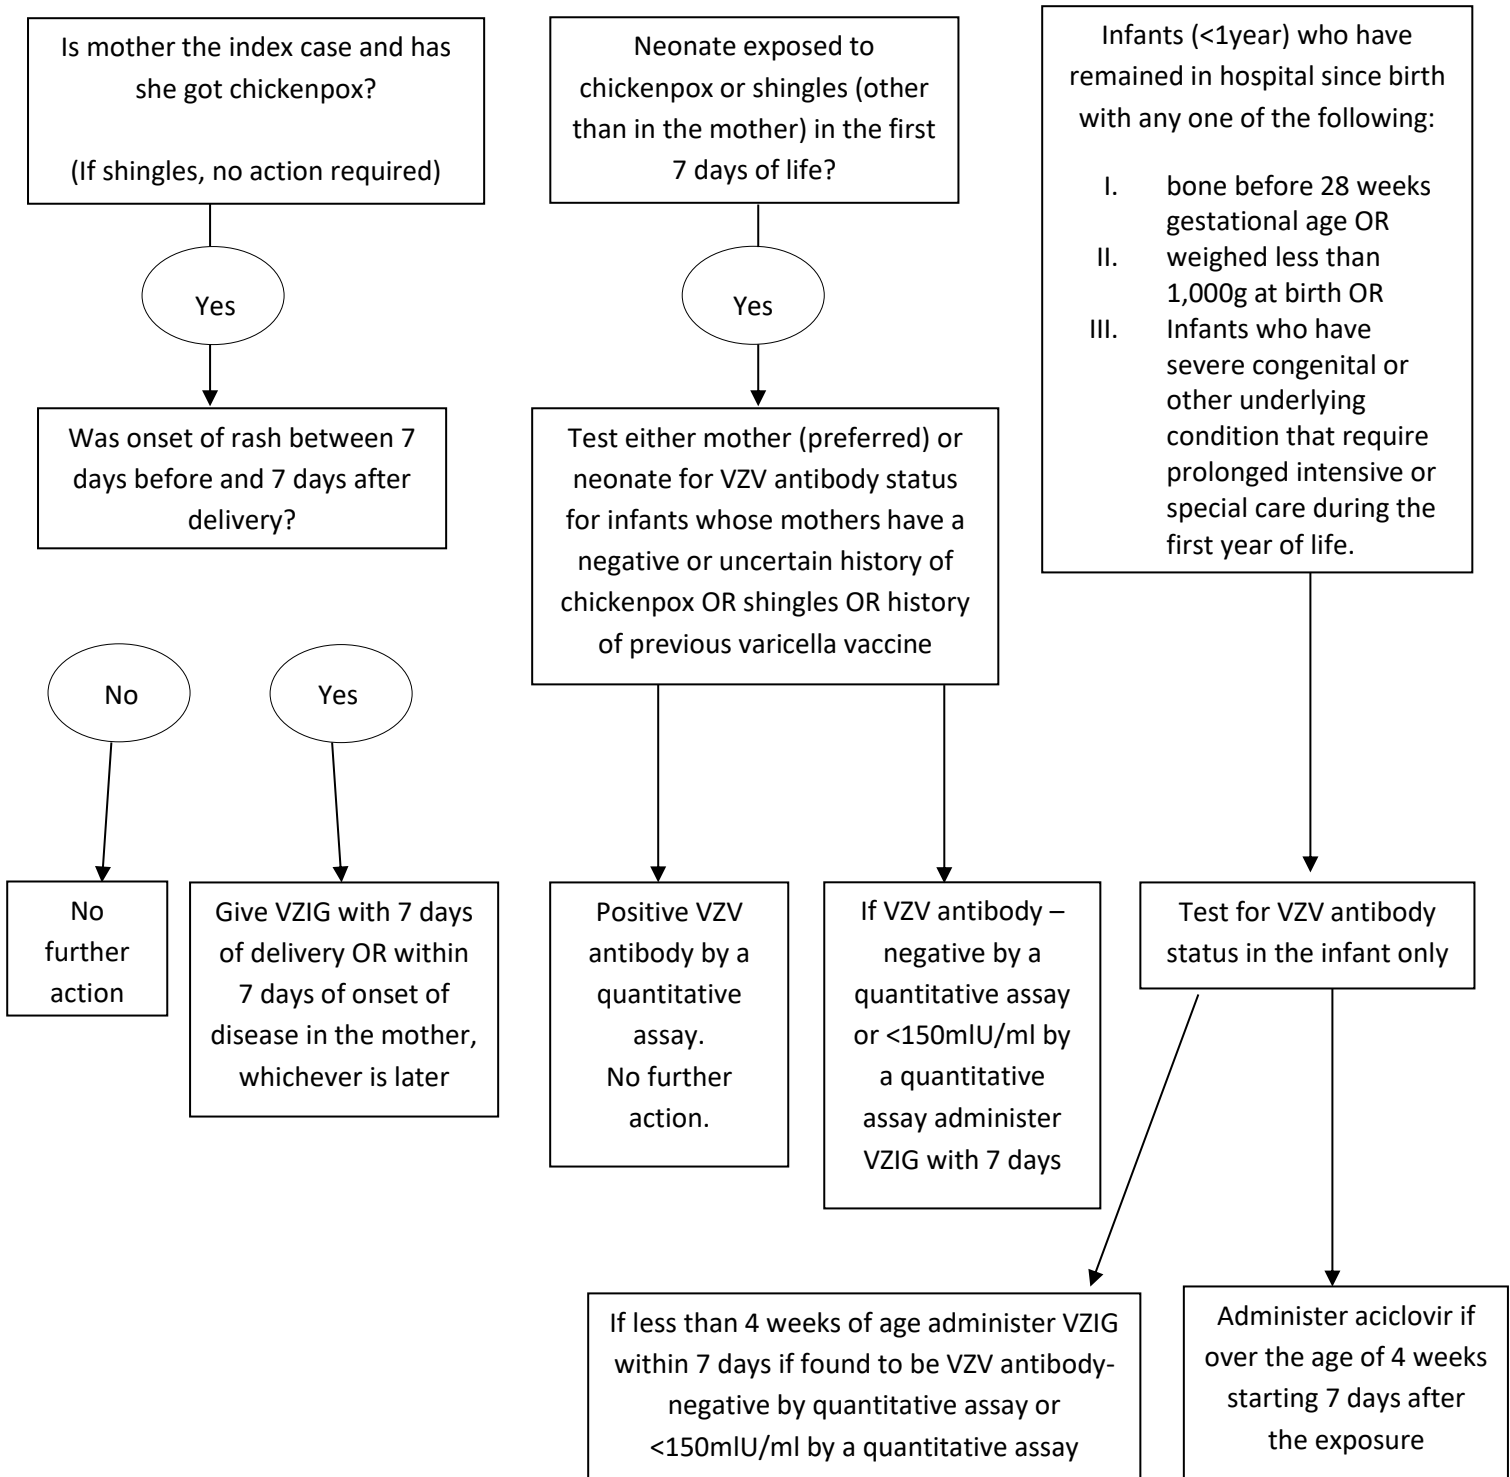 Is mother the index case and has
she got chickenpox?
(If shingles, no action required)
Yes
Was onset of rash between 7
days before and 7 days after
delivery?
No
Yes
No
further
action
Give VZIG with 7 days
of delivery OR within
7 days of onset of
disease in the mother,
whichever is later
Neonate exposed to
chickenpox or shingles (other
than in the mother) in the first
7 days of life?
Yes
Test either mother (preferred) or
neonate for VZV antibody status
for infants whose mothers have a
negative or uncertain history of
chickenpox OR shingles OR history
of previous varicella vaccine
Positive VZV
antibody by a
quantitative
assay.
No further
action.
If VZV antibody –
negative by a
quantitative assay
or <150mlU/ml by
a quantitative
assay administer
VZIG with 7 days
Infants (<1year) who have
remained in hospital since birth
with any one of the following:
I. bone before 28 weeks
gestational age OR
II. weighed less than
1,000g at birth OR
III. Infants who have
severe congenital or
other underlying
condition that require
prolonged intensive or
special care during the
first year of life.
Test for VZV antibody
status in the infant only
If less than 4 weeks of age administer VZIG
within 7 days if found to be VZV antibody-
negative by quantitative assay or
<150mlU/ml by a quantitative assay
Administer aciclovir if
over the age of 4 weeks
starting 7 days after
the exposure